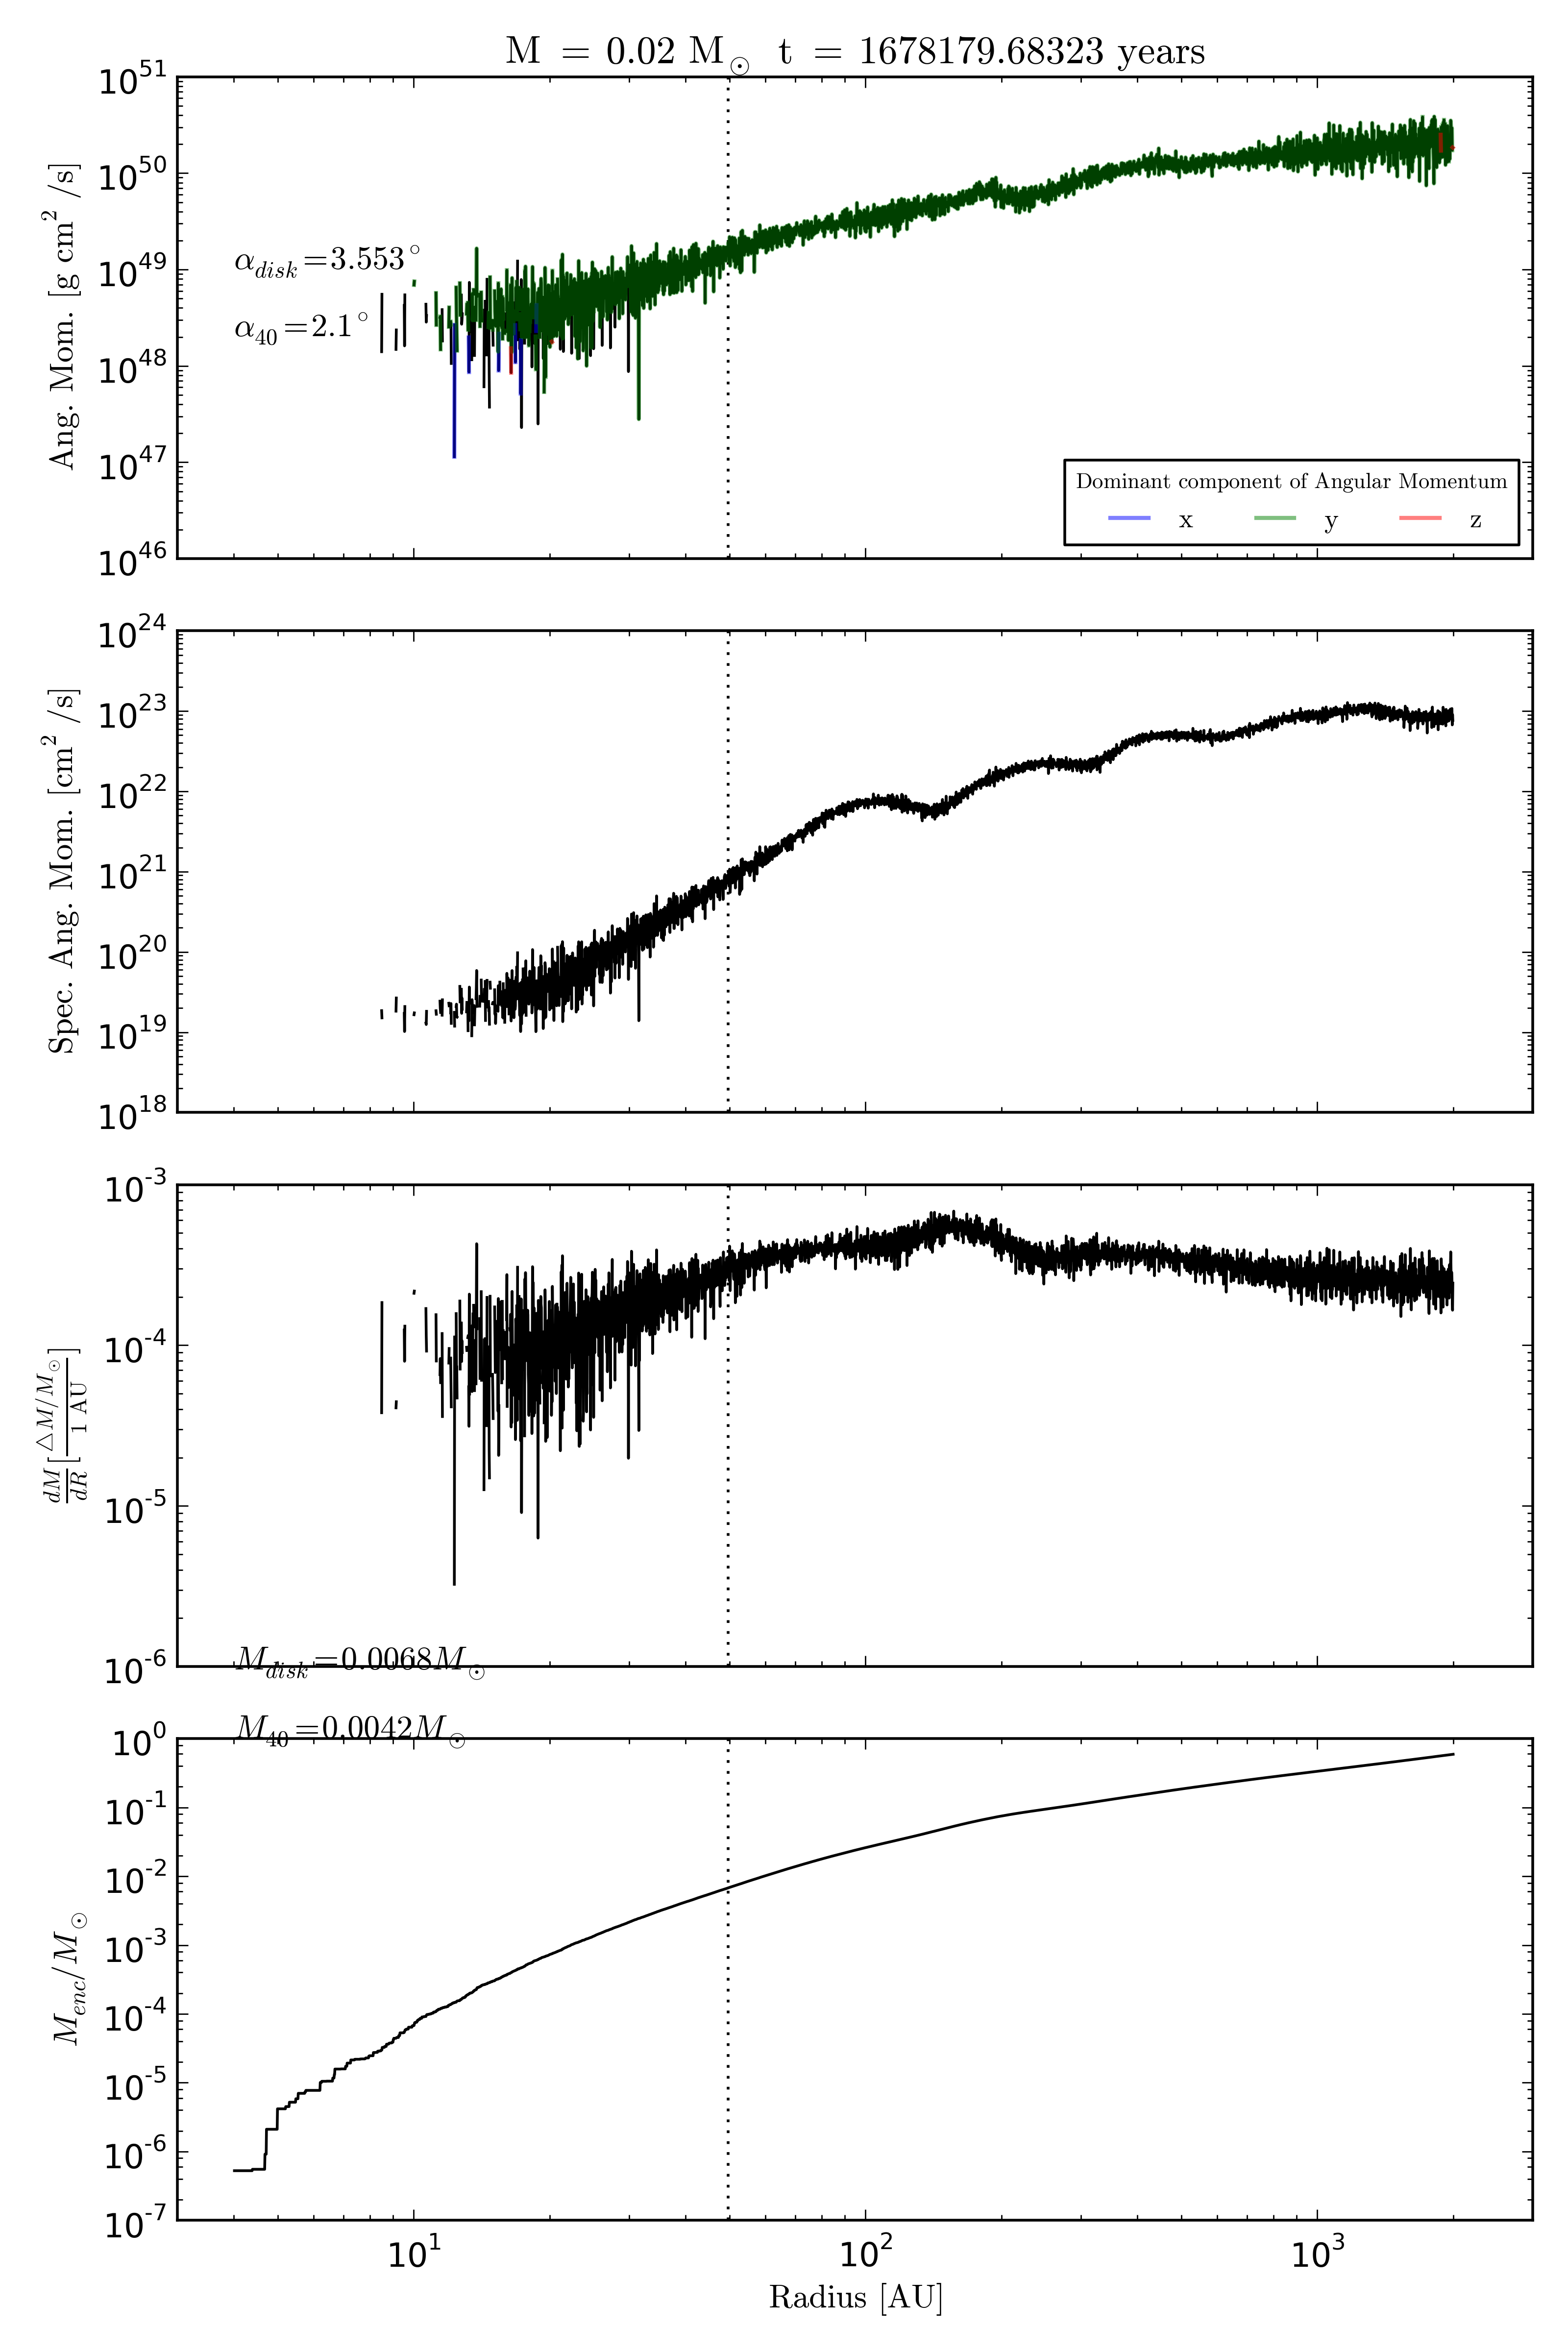 M = 0.02 M⊙ t = 1678179.68323 years
10^51
10^50
10^49
10^48
10^47
10^46
Ang. Mom. [g cm^2 /s]
α_disk=3.553°
α_40=2.1°
Dominant component of Angular Momentum
x y z
10^24
10^23
10^22
10^21
10^20
10^19
10^18
Spec. Ang. Mom. [cm^2 /s]
10^-3
10^-4
10^-5
10^-6
dM/dR [△M/M⊙ / 1 AU]
M_disk=0.0068M⊙
M_40=0.0042M⊙
10^0
10^-1
10^-2
10^-3
10^-4
10^-5
10^-6
10^-7
M_enc/M⊙
10^1 10^2 10^3
Radius [AU]